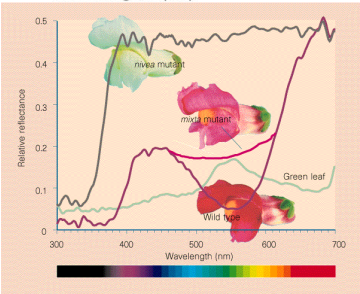 0.5
nivea mutant
0.4
0.3
mixta mutant
Relative reflectance
0.2
Green leaf
0.1
Wild type
0
300
400
500
600
700
Wavelength (nm)